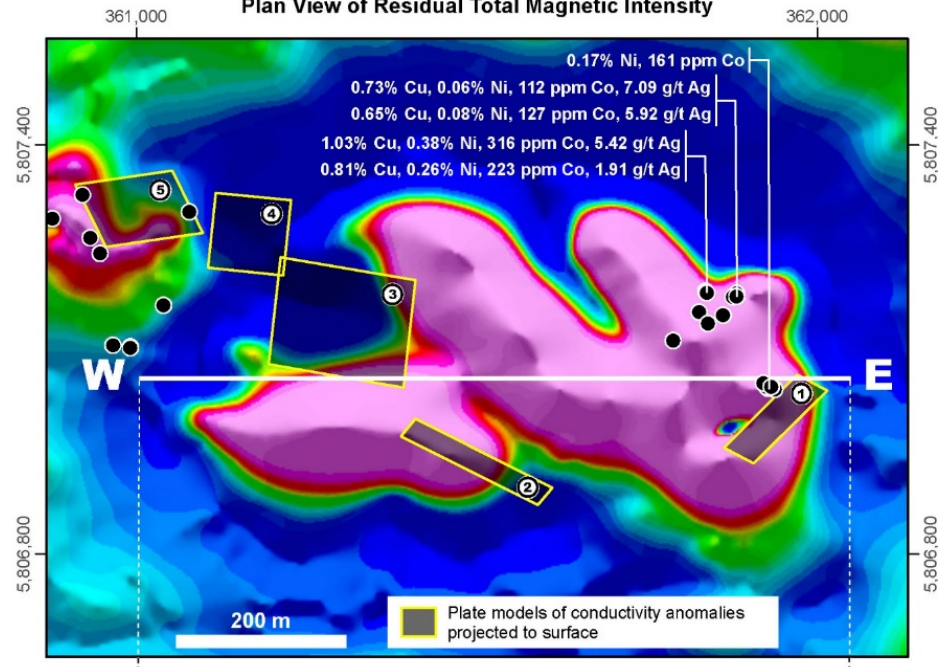 Plan View of Residual Total Magnetic Intensity
361,000
362,000
0.17% Ni, 161 ppm Co
0.73% Cu, 0.06% Ni, 112 ppm Co, 7.09 g/t Ag
0.65% Cu, 0.08% Ni, 127 ppm Co, 5.92 g/t Ag
1.03% Cu, 0.38% Ni, 316 ppm Co, 5.42 g/t Ag
0.81% Cu, 0.26% Ni, 223 ppm Co, 1.91 g/t Ag
5,807,400
5,807,400
5
4
3
W
E
1
2
5,806,800
5,806,800
200 m
Plate models of conductivity anomalies
projected to surface